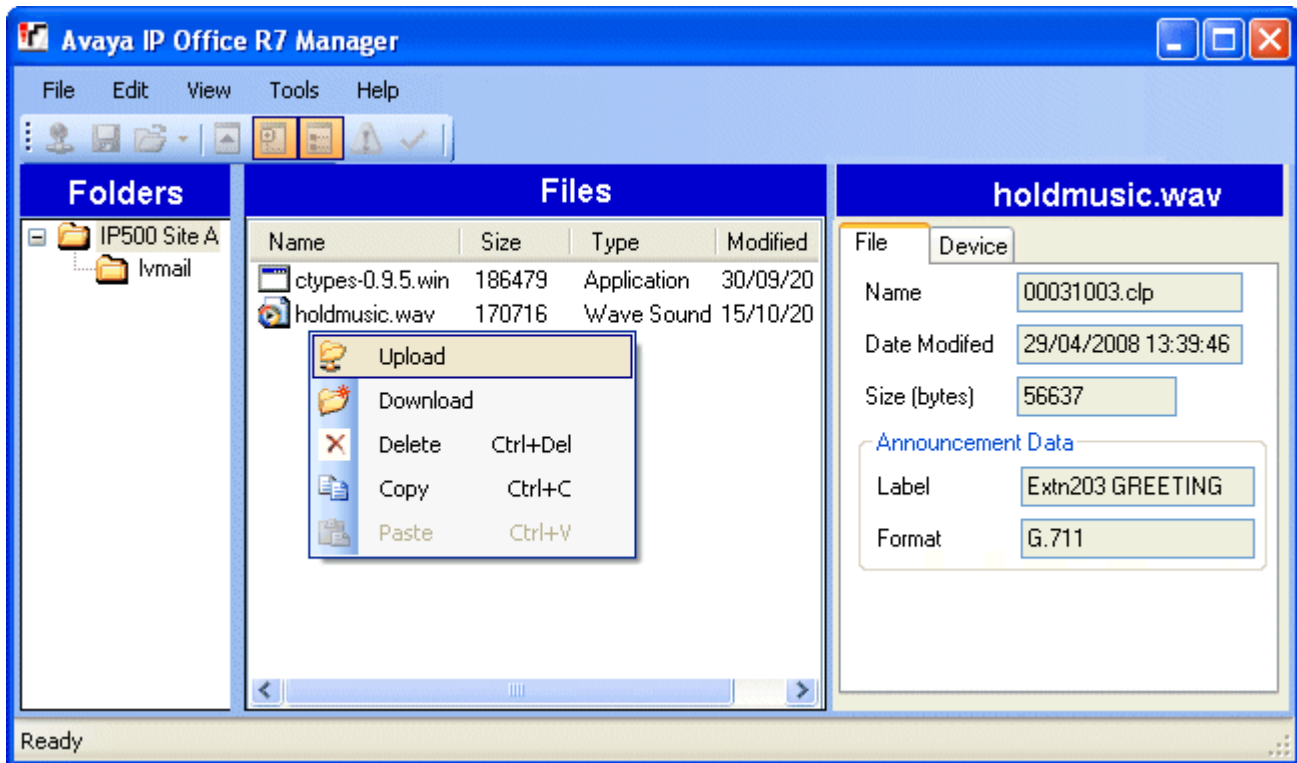 Avaya IP Office R7 Manager
File Edit View Tools Help
Folders
Files
holdmusic.wav
IP500 Site A
lvmail
Name Size Type Modified
ctypes-0.9.5.win 186479 Application 30/09/20
holdmusic.wav 170716 Wave Sound 15/10/20
Upload
Download
Delete Ctrl+Del
Copy Ctrl+C
Paste Ctrl+V
File Device
Name 00031003.clp
Date Modifed 29/04/2008 13:39:46
Size (bytes) 56637
Announcement Data
Label Extn203 GREETING
Format G.711
Ready